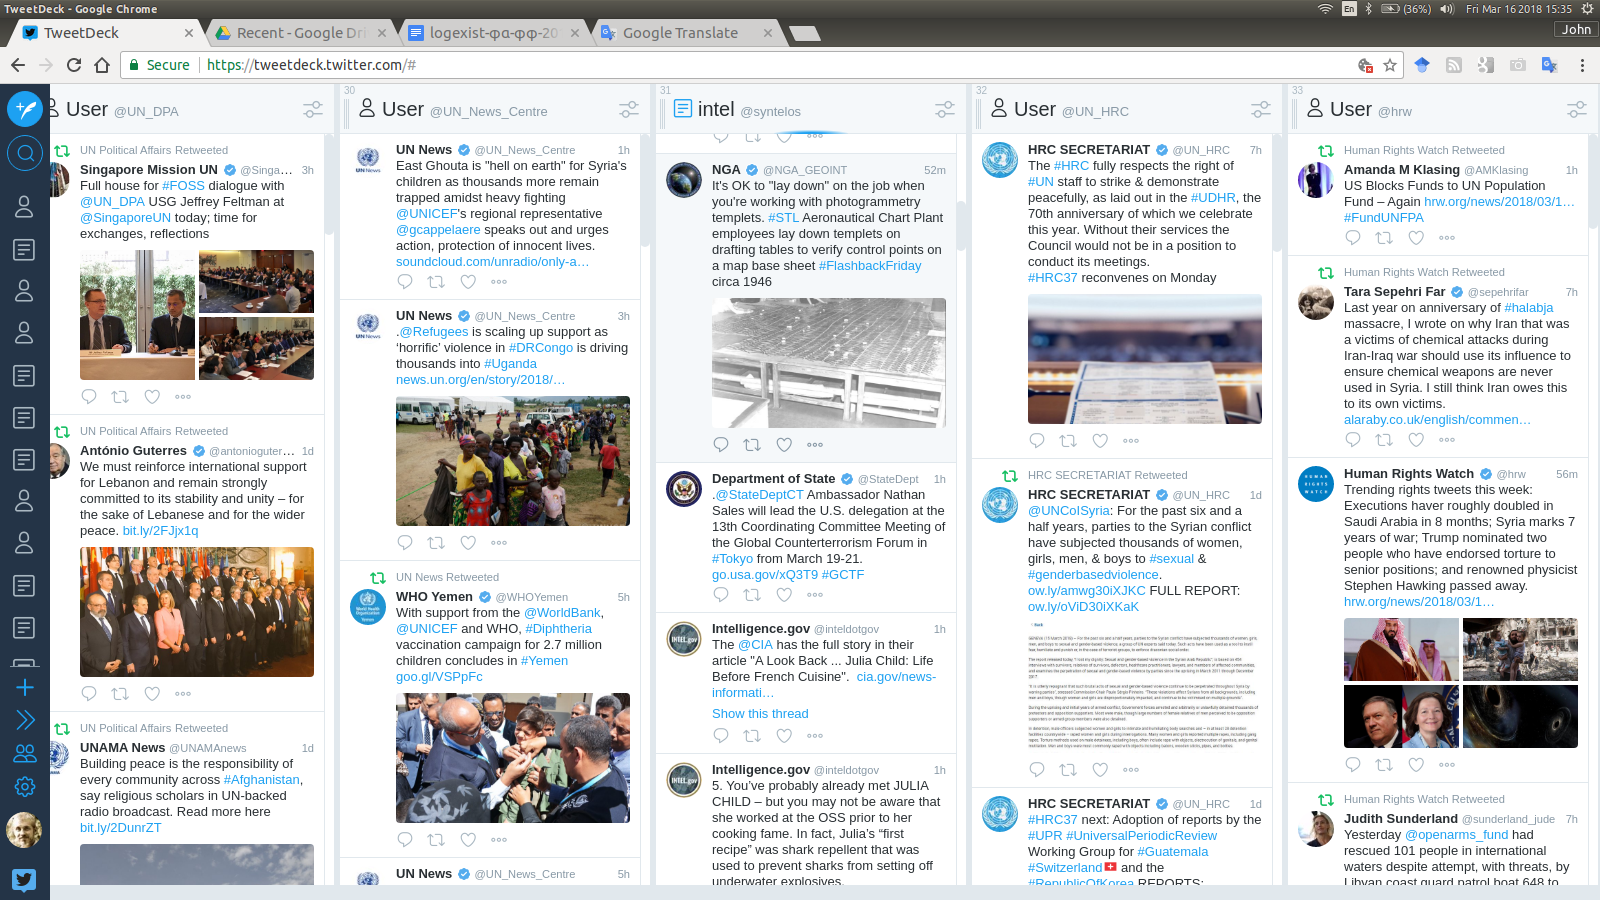 TweetDeck - Google Chrome
En
(36%)
Fri Mar 16 2018 15:35
TweetDeck
Recent - Google Dri
logexist-φα-φφ-20
Google Translate
John
Secure
https://tweetdeck.twitter.com/#
User @UN_DPA
UN Political Affairs Retweeted
Singapore Mission UN @Singa... 3h
Full house for #FOSS dialogue with
@UN_DPA USG Jeffrey Feltman at
@SingaporeUN today; time for
exchanges, reflections
UN Political Affairs Retweeted
António Guterres @antonioguter... 1d
We must reinforce international support
for Lebanon and remain strongly
committed to its stability and unity – for
the sake of Lebanese and for the wider
peace. bit.ly/2FJjx1q
UN Political Affairs Retweeted
UNAMA News @UNAMAnews 1d
Building peace is the responsibility of
every community across #Afghanistan,
say religious scholars in UN-backed
radio broadcast. Read more here
bit.ly/2DunrZT
30
User @UN_News_Centre
UN News @UN_News_Centre 1h
East Ghouta is "hell on earth" for Syria's
children as thousands more remain
trapped amidst heavy fighting
@UNICEF's regional representative
@gcappelaere speaks out and urges
action, protection of innocent lives.
soundcloud.com/unradio/only-a…
UN News @UN_News_Centre 3h
.@Refugees is scaling up support as
‘horrific’ violence in #DRCongo is driving
thousands into #Uganda
news.un.org/en/story/2018/…
UN News Retweeted
WHO Yemen @WHOYemen 5h
With support from the @WorldBank,
@UNICEF and WHO, #Diphtheria
vaccination campaign for 2.7 million
children concludes in #Yemen
goo.gl/VSPpFc
UN News @UN_News_Centre 5h
31
intel @syntelos
NGA @NGA_GEOINT 52m
It's OK to "lay down" on the job when
you're working with photogrammetry
templets. #STL Aeronautical Chart Plant
employees lay down templets on
drafting tables to verify control points on
a map base sheet #FlashbackFriday
circa 1946
Department of State @StateDept 1h
.@StateDeptCT Ambassador Nathan
Sales will lead the U.S. delegation at the
13th Coordinating Committee Meeting of
the Global Counterterrorism Forum in
#Tokyo from March 19-21.
go.usa.gov/xQ3T9 #GCTF
Intelligence.gov @inteldotgov 1h
The @CIA has the full story in their
article "A Look Back ... Julia Child: Life
Before French Cuisine". cia.gov/news-
informati…
Show this thread
Intelligence.gov @inteldotgov 1h
5. You’ve probably already met JULIA
CHILD – but you may not be aware that
she worked at the OSS prior to her
cooking fame. In fact, Julia’s “first
recipe” was shark repellent that was
used to prevent sharks from setting off
underwater explosives.
32
User @UN_HRC
HRC SECRETARIAT @UN_HRC 7h
The #HRC fully respects the right of
#UN staff to strike & demonstrate
peacefully, as laid out in the #UDHR, the
70th anniversary of which we celebrate
this year. Without their services the
Council would not be in a position to
conduct its meetings.
#HRC37 reconvenes on Monday
HRC SECRETARIAT Retweeted
HRC SECRETARIAT @UN_HRC 1d
@UNCoISyria: For the past six and a
half years, parties to the Syrian conflict
have subjected thousands of women,
girls, men, & boys to #sexual &
#genderbasedviolence.
ow.ly/amwg30iXJKC FULL REPORT:
ow.ly/oViD30iXKaK
HRC SECRETARIAT @UN_HRC 1d
#HRC37 next: Adoption of reports by the
#UPR #UniversalPeriodicReview
Working Group for #Guatemala
#Switzerland and the
#RepublicOfKorea REPORTS:
33
User @hrw
Human Rights Watch Retweeted
Amanda M Klasing @AMKlasing 1h
US Blocks Funds to UN Population
Fund – Again hrw.org/news/2018/03/1…
#FundUNFPA
Human Rights Watch Retweeted
Tara Sepehri Far @sepehrifar 7h
Last year on anniversary of #halabja
massacre, I wrote on why Iran that was
a victims of chemical attacks during
Iran-Iraq war should use its influence to
ensure chemical weapons are never
used in Syria. I still think Iran owes this
to its own victims.
alaraby.co.uk/english/commen…
Human Rights Watch @hrw 56m
Trending rights tweets this week:
Executions haver roughly doubled in
Saudi Arabia in 8 months; Syria marks 7
years of war; Trump nominated two
people who have endorsed torture to
senior positions; and renowned physicist
Stephen Hawking passed away.
hrw.org/news/2018/03/1…
Human Rights Watch Retweeted
Judith Sunderland @sunderland_jude 7h
Yesterday @openarms_fund had
rescued 101 people in international
waters despite attempt, with threats, by
Libyan coast guard patrol boat 648 to